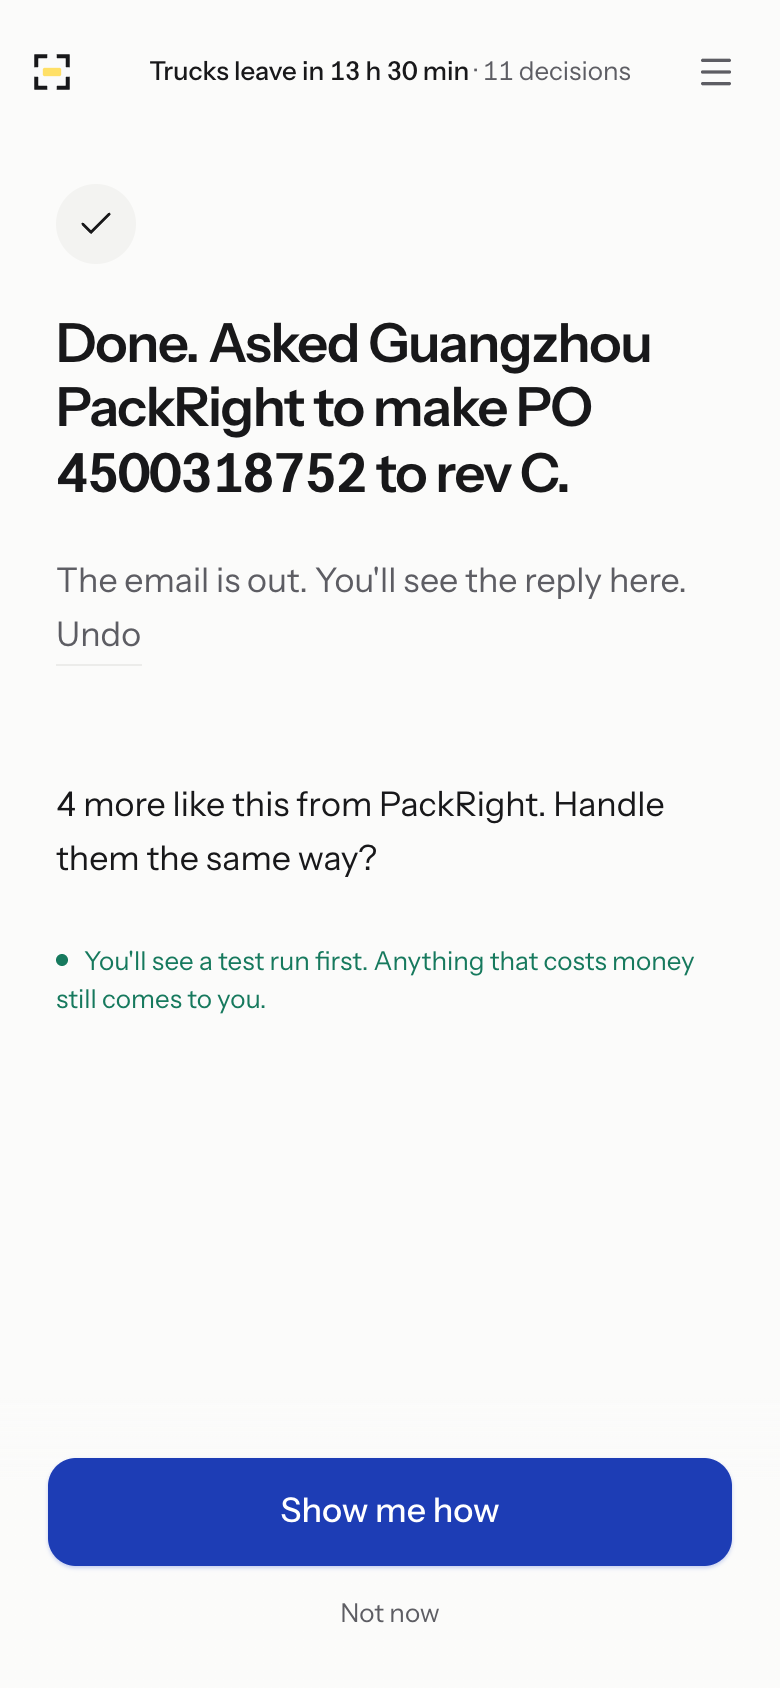 Trucks leave in 13 h 30 min · 11 decisions
Done. Asked Guangzhou
PackRight to make PO
4500318752 to rev C.
The email is out. You'll see the reply here.
Undo
4 more like this from PackRight. Handle
them the same way?
You'll see a test run first. Anything that costs money
still comes to you.
Show me how
Not now